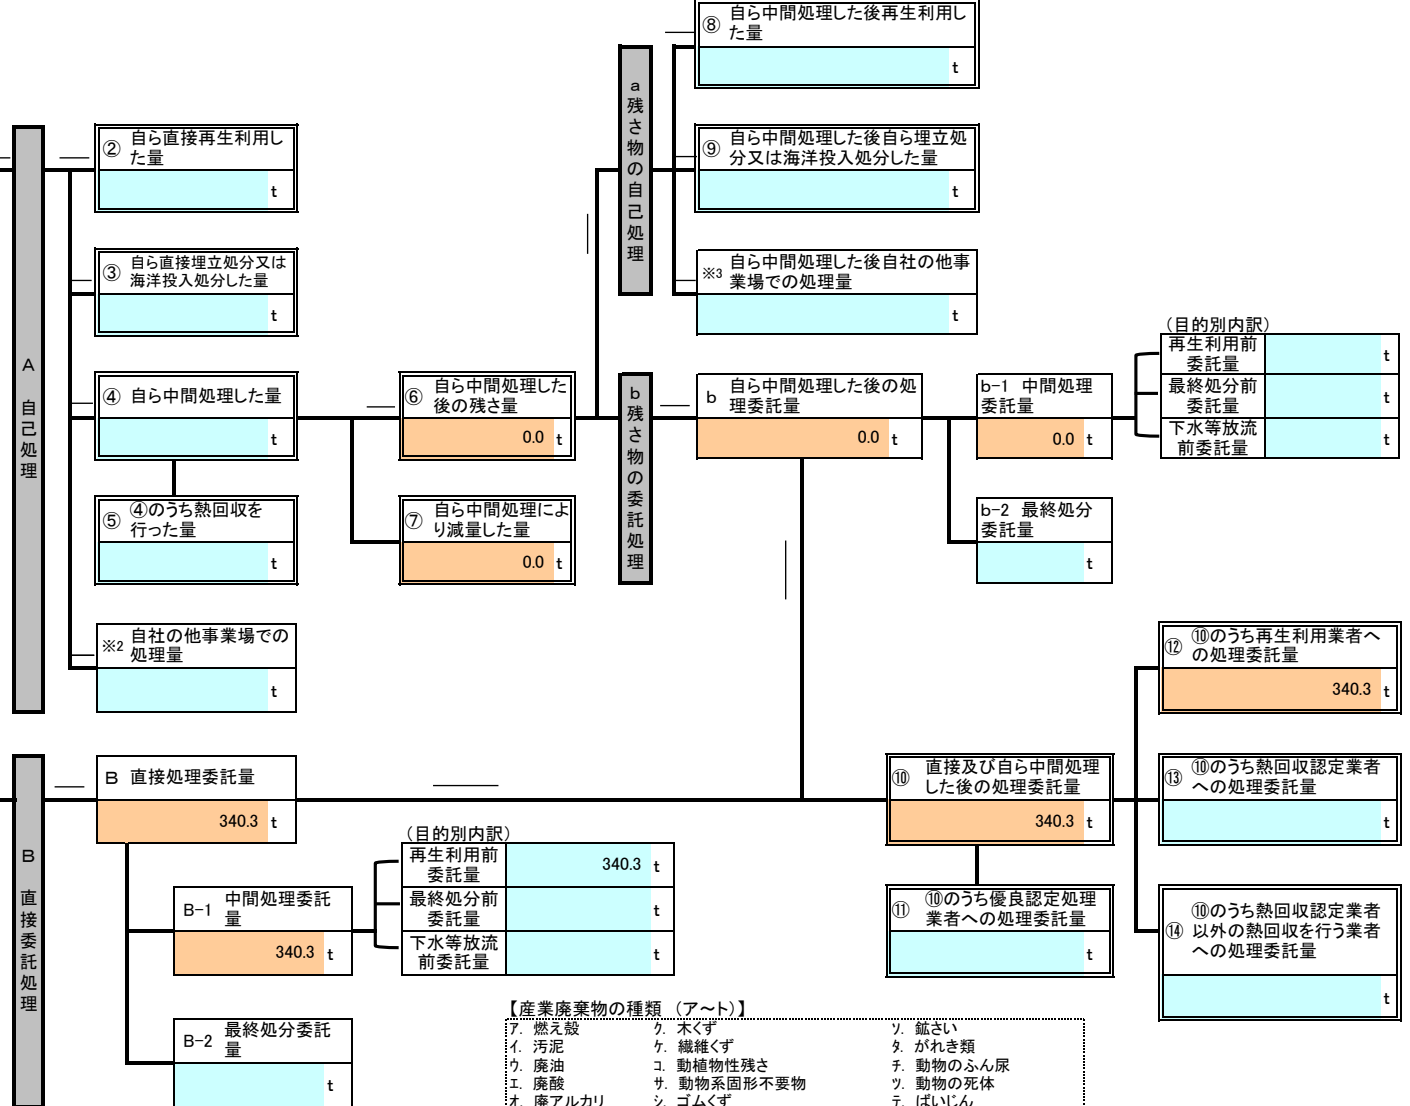 ⑧ 自ら中間処理した後再生利用し
た量
t
a 残さ物の自己処理
A 自己処理
② 自ら直接再生利用し
た量
t
⑨ 自ら中間処理した後自ら埋立処
分又は海洋投入処分した量
t
③ 自ら直接埋立処分又は
海洋投入処分した量
t
※3 自ら中間処理した後自社の他事
業場での処理量
t
④ 自ら中間処理した量
t
⑥ 自ら中間処理した
後の残さ量
0.0 t
b 残さ物の委託処理
b 自ら中間処理した後の処
理委託量
0.0 t
b-1 中間処理
委託量
0.0 t
(目的別内訳)
再生利用前
委託量
t
最終処分前
委託量
t
下水等放流
前委託量
t
⑤ ④のうち熱回収を
行った量
t
⑦ 自ら中間処理によ
り減量した量
0.0 t
b-2 最終処分
委託量
t
※2 自社の他事業場での
処理量
t
⑫ ⑩のうち再生利用業者へ
の処理委託量
340.3 t
B 直接委託処理
B 直接処理委託量
340.3 t
⑩ 直接及び自ら中間処理
した後の処理委託量
340.3 t
⑬ ⑩のうち熱回収認定業者
への処理委託量
t
(目的別内訳)
再生利用前
委託量
340.3 t
最終処分前
委託量
t
下水等放流
前委託量
t
B-1 中間処理委託
量
340.3 t
⑪ ⑩のうち優良認定処理
業者への処理委託量
t
⑭ ⑩のうち熱回収認定業者
以外の熱回収を行う業者
への処理委託量
t
B-2 最終処分委託
量
t
【産業廃棄物の種類 (ア~ト)】
ア. 燃え殻 ク. 木くず ソ. 鉱さい
イ. 汚泥 ケ. 繊維くず タ. がれき類
ウ. 廃油 コ. 動植物性残さ チ. 動物のふん尿
エ. 廃酸 サ. 動物系固形不要物 ツ. 動物の死体
オ. 廃アルカリ シ. ゴムくず テ. ばいじん